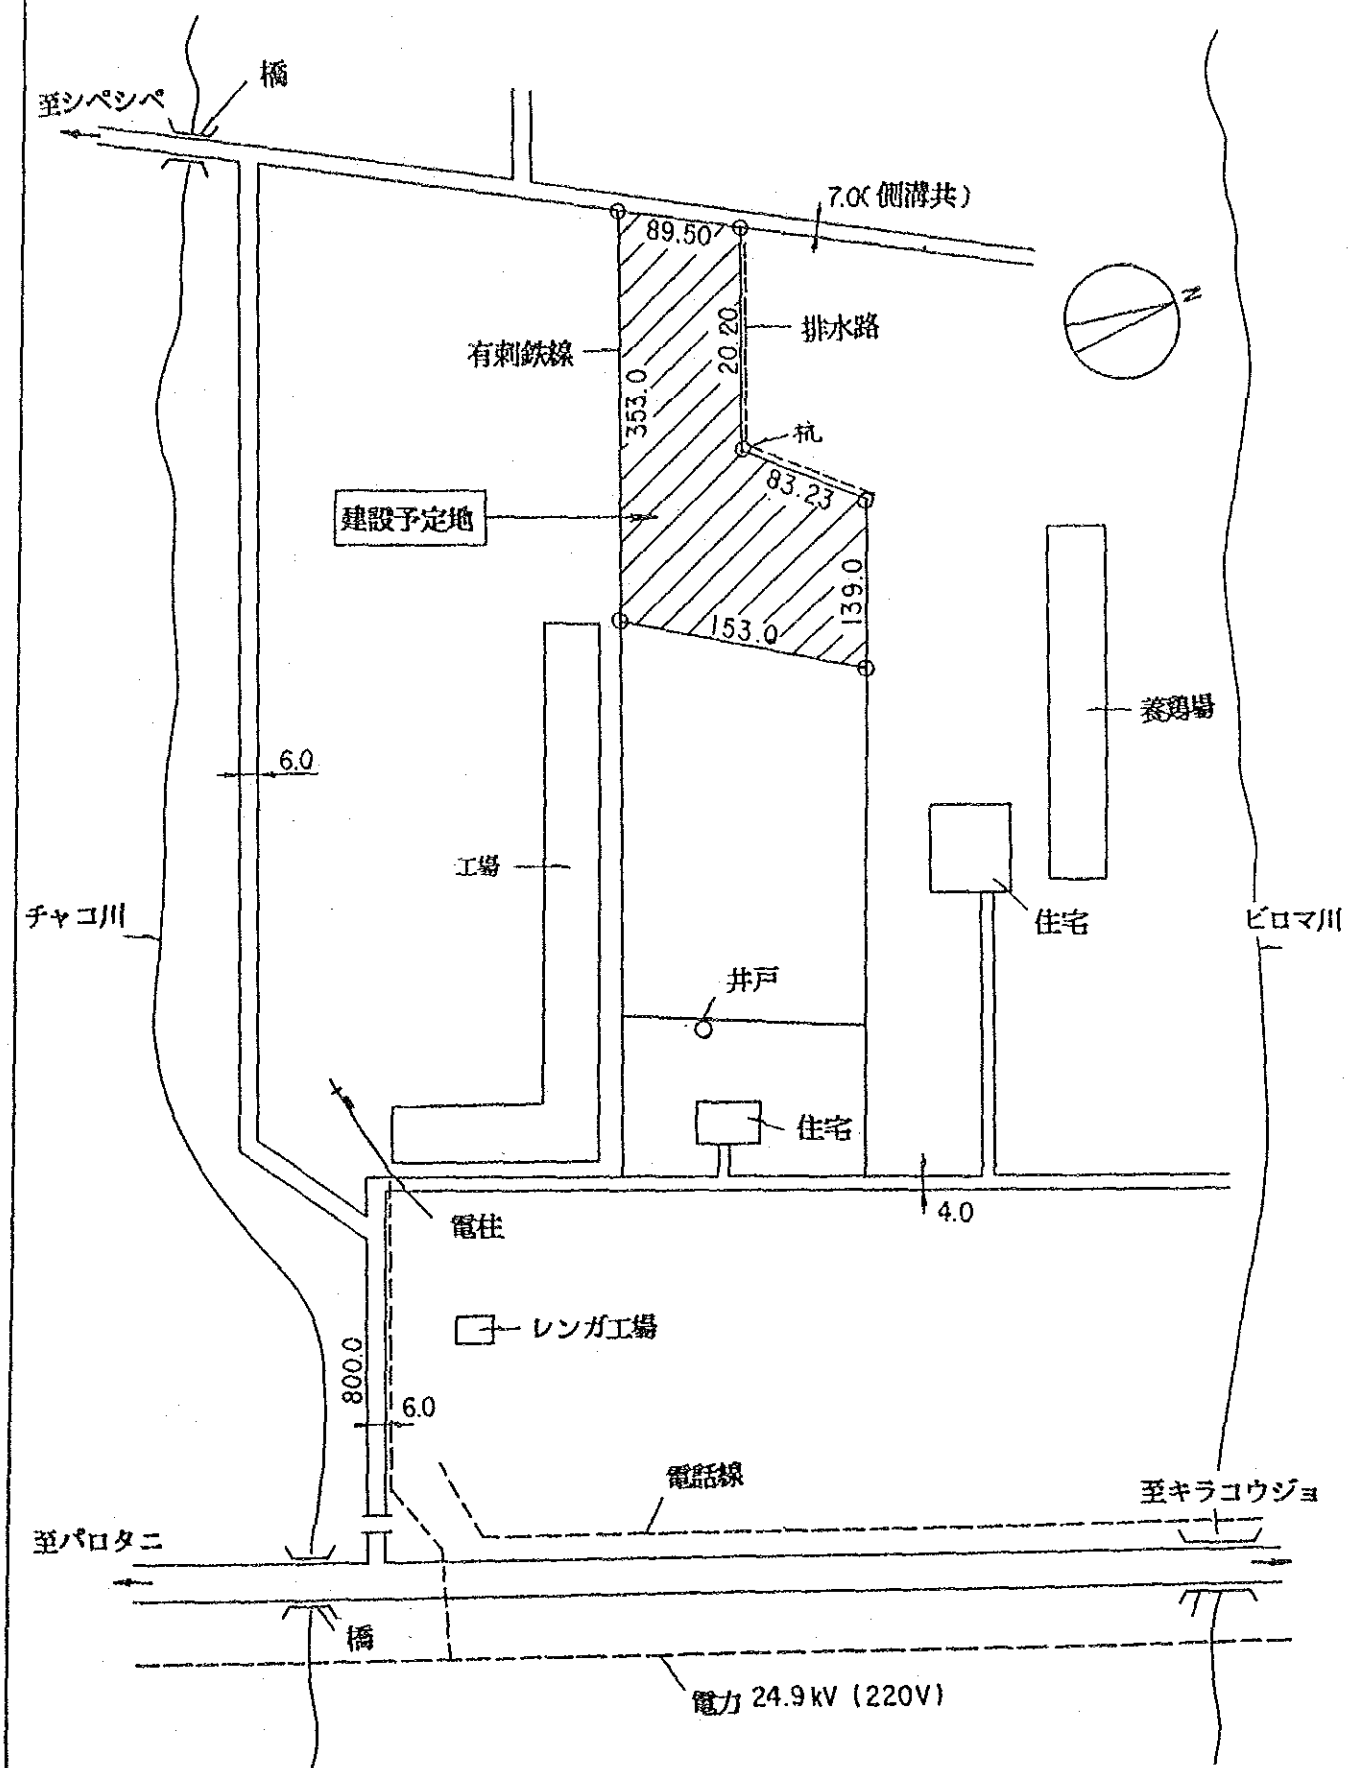 橋
至シペシペ
7.0(側溝共)
89.50
N
排水路
20 20
有刺鉄線
353.0
杭
83.23
建設予定地
139.0
153.0
養鶏場
6.0
工場
住宅
チャコ川
ビロマ川
井戸
住宅
電柱
4.0
レンガ工場
800.0
6.0
電話線
至キラコウジョ
至パロタニ
橋
電力 24.9kV (220V)